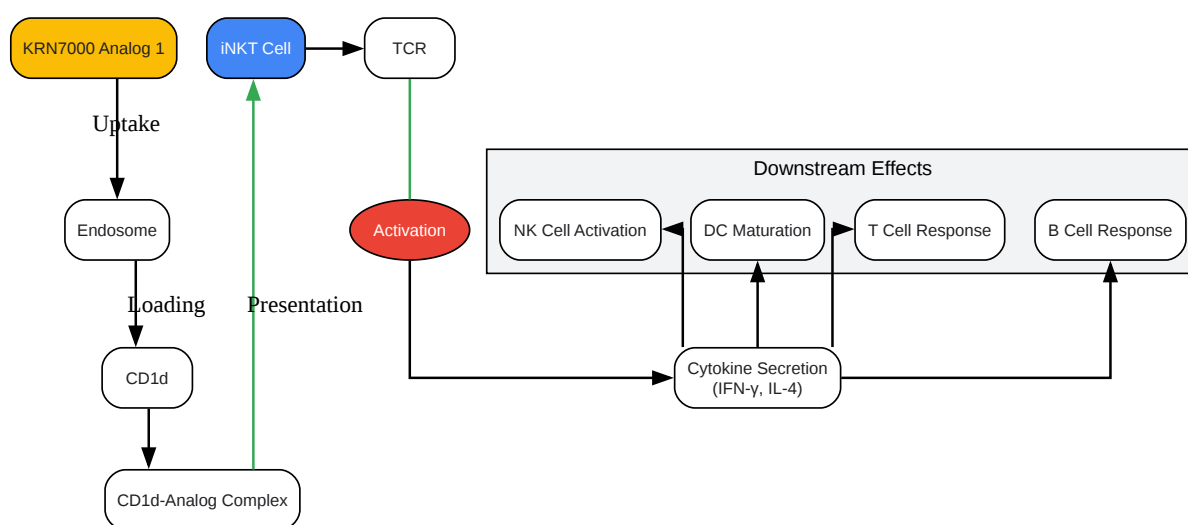 KRN7000 Analog 1
iNKT Cell
TCR
Uptake
Downstream Effects
Endosome
Activation
NK Cell Activation
DC Maturation
T Cell Response
B Cell Response
Loading
Presentation
CD1d
Cytokine Secretion
(IFN-γ, IL-4)
CD1d-Analog Complex